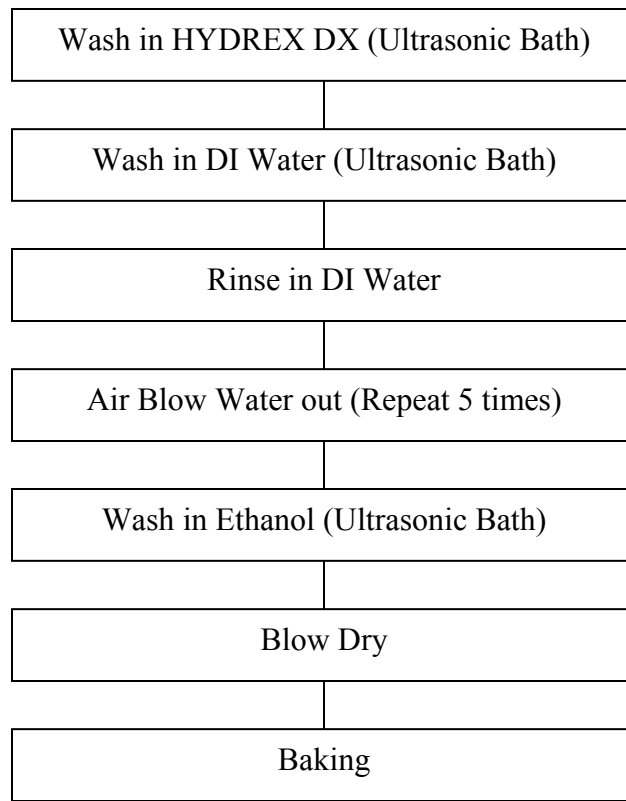 Wash in HYDREX DX (Ultrasonic Bath)
Wash in DI Water (Ultrasonic Bath)
Rinse in DI Water
Air Blow Water out (Repeat 5 times)
Wash in Ethanol (Ultrasonic Bath)
Blow Dry
Baking